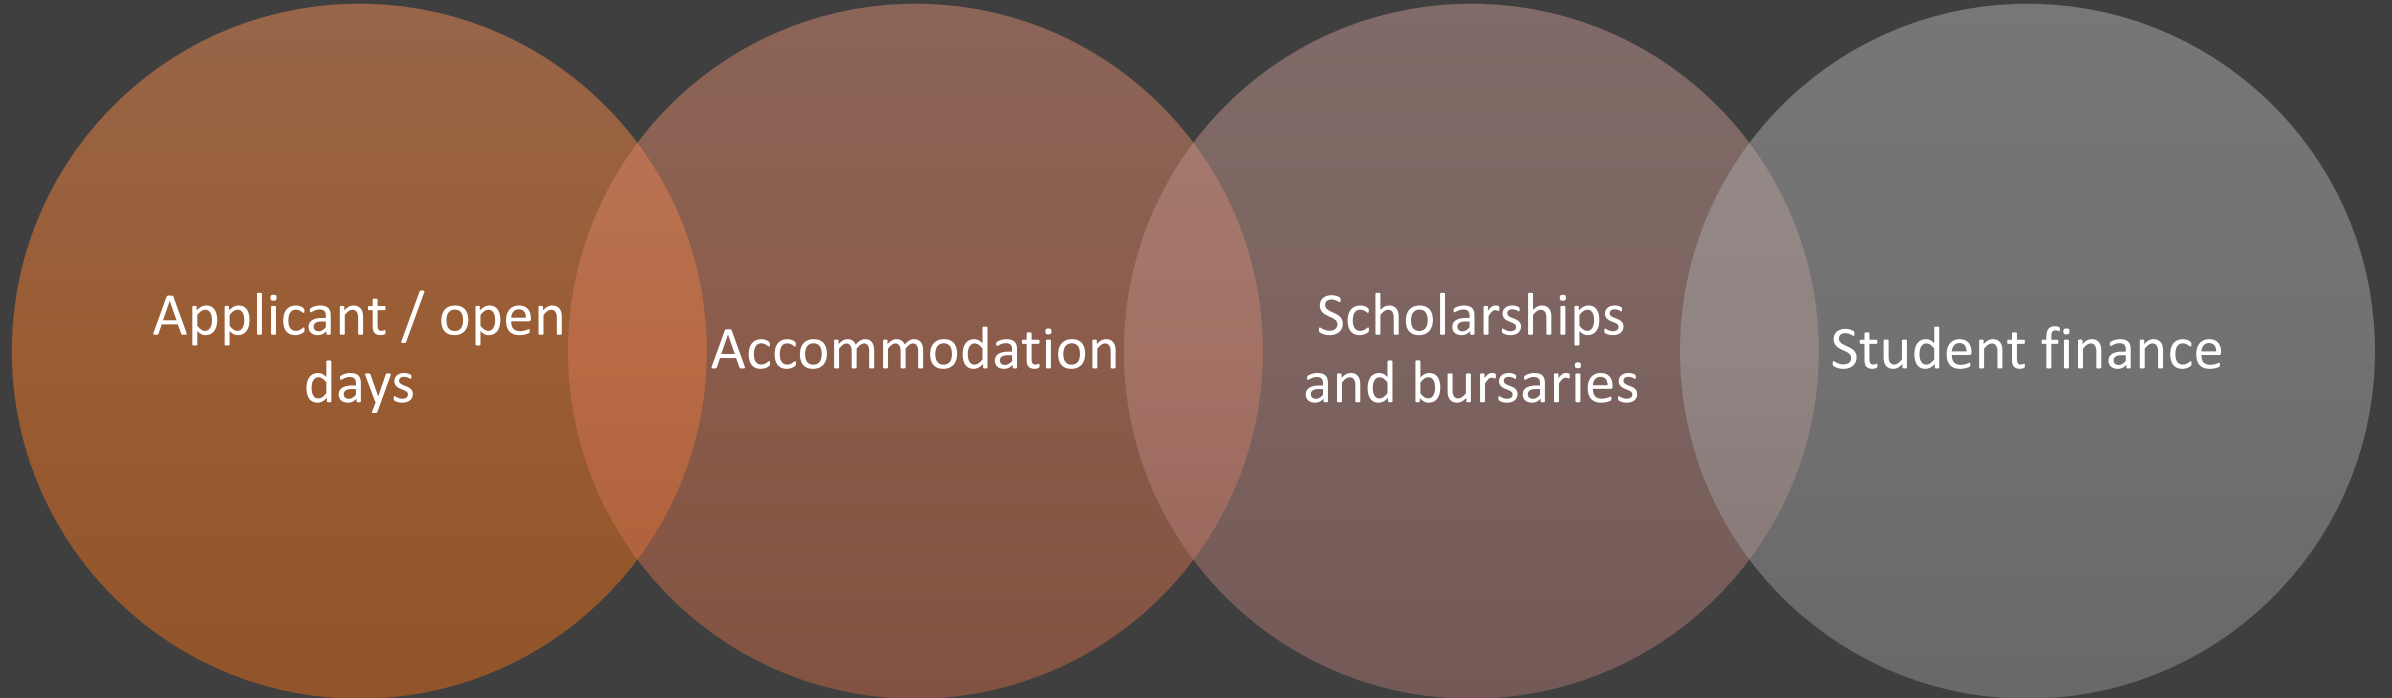 Applicant / open
days
Accommodation
Scholarships
and bursaries
Student finance